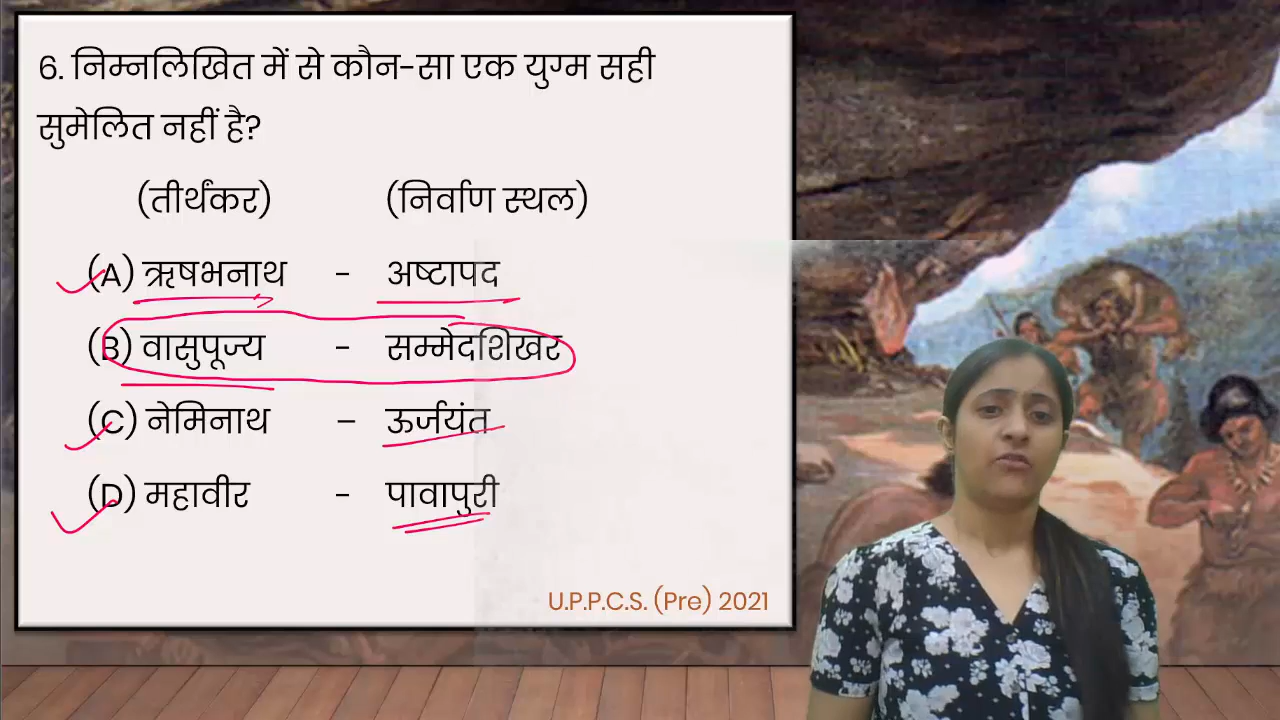 6. निम्नलिखित में से कौन-सा एक युग्म सही
सुमेलित नहीं है?
(तीर्थंकर) (निर्वाण स्थल)
(A) ऋषभनाथ - अष्टापद
(B) वासुपूज्य - सम्मेदशिखर
(C) नेमिनाथ – ऊर्जयंत
(D) महावीर - पावापुरी
U.P.P.C.S. (Pre) 2021